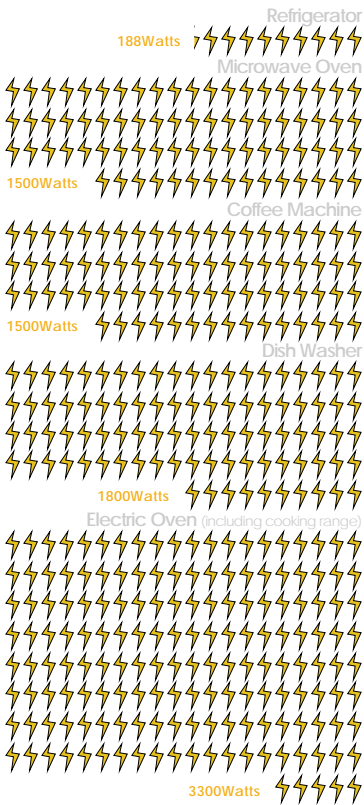 Refrigerator
188Watts
Microwave Oven
1500Watts
Coffee Machine
1500Watts
Dish Washer
1800Watts
Electric Oven (including cooking range)
3300Watts